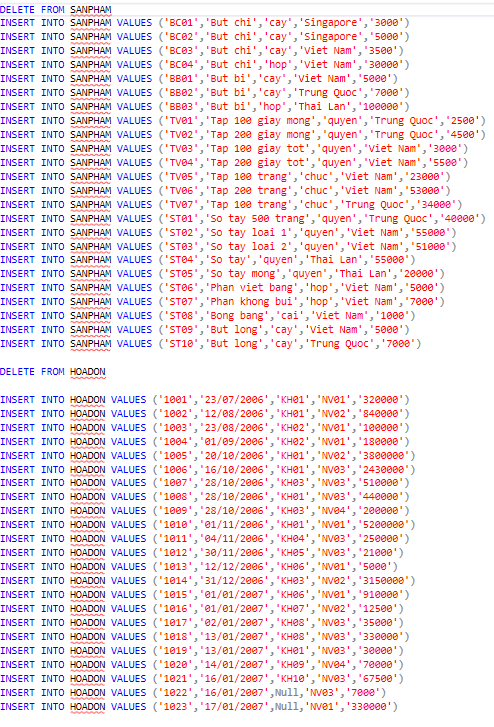 DELETE FROM SANPHAM
INSERT INTO SANPHAM VALUES ('BC01','But chi','cay','Singapore','3000')
INSERT INTO SANPHAM VALUES ('BC02','But chi','cay','Singapore','5000')
INSERT INTO SANPHAM VALUES ('BC03','But chi','cay','Viet Nam','3500')
INSERT INTO SANPHAM VALUES ('BC04','But chi','hop','Viet Nam','30000')
INSERT INTO SANPHAM VALUES ('BB01','But bi','cay','Viet Nam','5000')
INSERT INTO SANPHAM VALUES ('BB02','But bi','cay','Trung Quoc','7000')
INSERT INTO SANPHAM VALUES ('BB03','But bi','hop','Thai Lan','100000')
INSERT INTO SANPHAM VALUES ('TV01','Tap 100 giay mong','quyen','Trung Quoc','2500')
INSERT INTO SANPHAM VALUES ('TV02','Tap 200 giay mong','quyen','Trung Quoc','4500')
INSERT INTO SANPHAM VALUES ('TV03','Tap 100 giay tot','quyen','Viet Nam','3000')
INSERT INTO SANPHAM VALUES ('TV04','Tap 200 giay tot','quyen','Viet Nam','5500')
INSERT INTO SANPHAM VALUES ('TV05','Tap 100 trang','chuc','Viet Nam','23000')
INSERT INTO SANPHAM VALUES ('TV06','Tap 200 trang','chuc','Viet Nam','53000')
INSERT INTO SANPHAM VALUES ('TV07','Tap 100 trang','chuc','Trung Quoc','34000')
INSERT INTO SANPHAM VALUES ('ST01','So tay 500 trang','quyen','Trung Quoc','40000')
INSERT INTO SANPHAM VALUES ('ST02','So tay loai 1','quyen','Viet Nam','55000')
INSERT INTO SANPHAM VALUES ('ST03','So tay loai 2','quyen','Viet Nam','51000')
INSERT INTO SANPHAM VALUES ('ST04','So tay','quyen','Thai Lan','55000')
INSERT INTO SANPHAM VALUES ('ST05','So tay mong','quyen','Thai Lan','20000')
INSERT INTO SANPHAM VALUES ('ST06','Phan viet bang','hop','Viet Nam','5000')
INSERT INTO SANPHAM VALUES ('ST07','Phan khong bui','hop','Viet Nam','7000')
INSERT INTO SANPHAM VALUES ('ST08','Bong bang','cai','Viet Nam','1000')
INSERT INTO SANPHAM VALUES ('ST09','But long','cay','Viet Nam','5000')
INSERT INTO SANPHAM VALUES ('ST10','But long','cay','Trung Quoc','7000')
DELETE FROM HOADON
INSERT INTO HOADON VALUES ('1001','23/07/2006','KH01','NV01','320000')
INSERT INTO HOADON VALUES ('1002','12/08/2006','KH01','NV02','840000')
INSERT INTO HOADON VALUES ('1003','23/08/2006','KH02','NV01','100000')
INSERT INTO HOADON VALUES ('1004','01/09/2006','KH02','NV01','180000')
INSERT INTO HOADON VALUES ('1005','20/10/2006','KH01','NV02','3800000')
INSERT INTO HOADON VALUES ('1006','16/10/2006','KH01','NV03','2430000')
INSERT INTO HOADON VALUES ('1007','28/10/2006','KH03','NV03','510000')
INSERT INTO HOADON VALUES ('1008','28/10/2006','KH01','NV03','440000')
INSERT INTO HOADON VALUES ('1009','28/10/2006','KH03','NV04','200000')
INSERT INTO HOADON VALUES ('1010','01/11/2006','KH01','NV01','5200000')
INSERT INTO HOADON VALUES ('1011','04/11/2006','KH04','NV03','250000')
INSERT INTO HOADON VALUES ('1012','30/11/2006','KH05','NV03','21000')
INSERT INTO HOADON VALUES ('1013','12/12/2006','KH06','NV01','5000')
INSERT INTO HOADON VALUES ('1014','31/12/2006','KH03','NV02','3150000')
INSERT INTO HOADON VALUES ('1015','01/01/2007','KH06','NV01','910000')
INSERT INTO HOADON VALUES ('1016','01/01/2007','KH07','NV02','12500')
INSERT INTO HOADON VALUES ('1017','02/01/2007','KH08','NV03','35000')
INSERT INTO HOADON VALUES ('1018','13/01/2007','KH08','NV03','330000')
INSERT INTO HOADON VALUES ('1019','13/01/2007','KH01','NV03','30000')
INSERT INTO HOADON VALUES ('1020','14/01/2007','KH09','NV04','70000')
INSERT INTO HOADON VALUES ('1021','16/01/2007','KH10','NV03','67500')
INSERT INTO HOADON VALUES ('1022','16/01/2007',Null,'NV03','7000')
INSERT INTO HOADON VALUES ('1023','17/01/2007',Null,'NV01','330000')